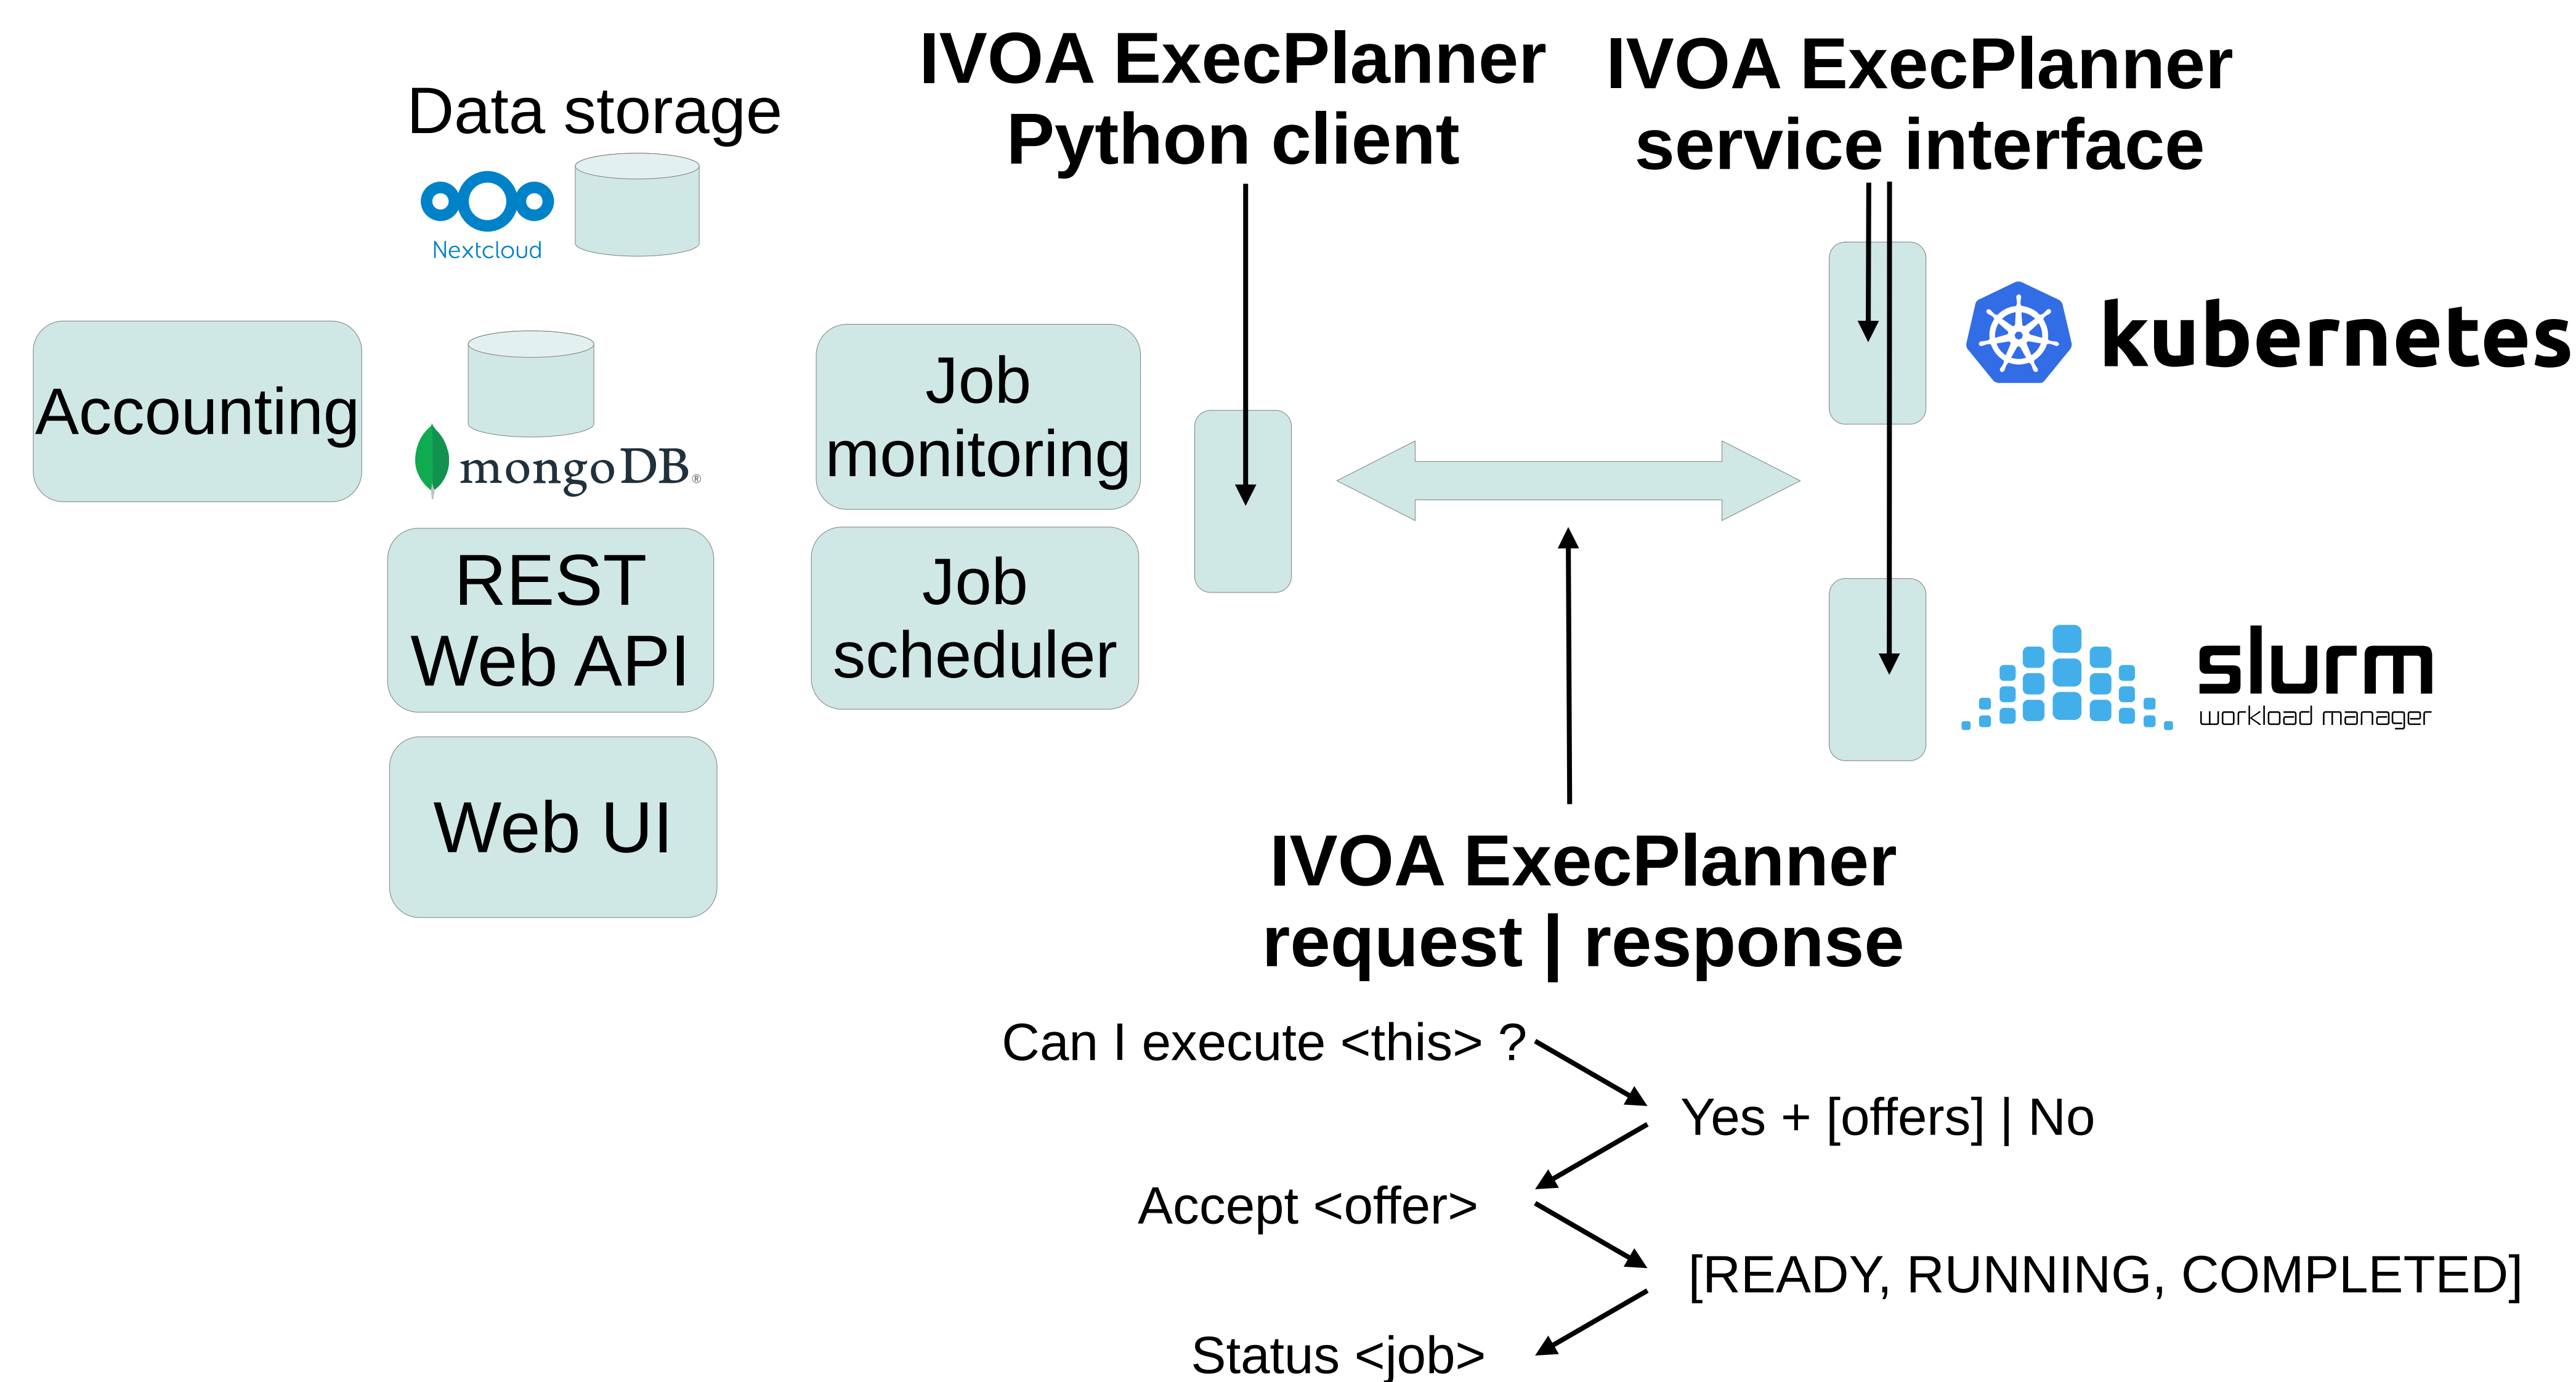 IVOA ExecPlanner
Python client
IVOA ExecPlanner
service interface
Data storage
Nextcloud
kubernetes
Accounting
mongoDB®
Job
monitoring
REST
Web API
Job
scheduler
slurm
workload manager
Web UI
IVOA ExecPlanner
request | response
Can I execute <this> ?
Yes + [offers] | No
Accept <offer>
[READY, RUNNING, COMPLETED]
Status <job>